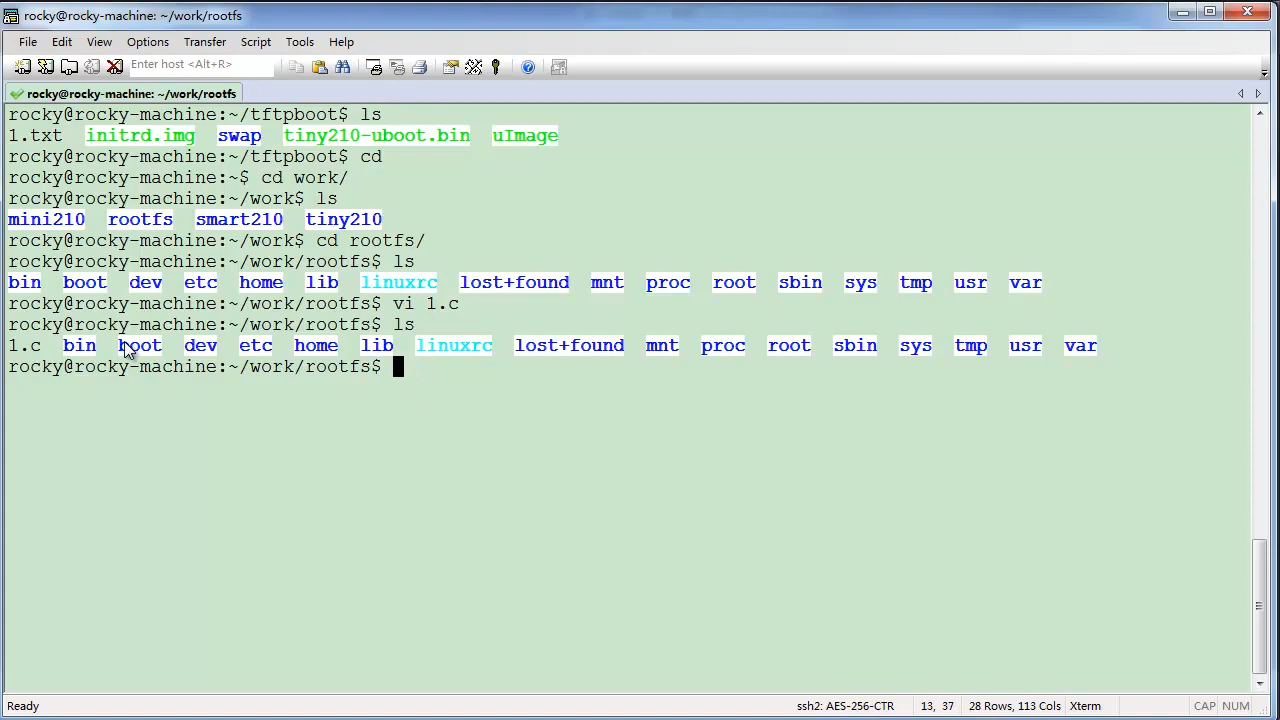 rocky@rocky-machine: ~/work/rootfs
File Edit View Options Transfer Script Tools Help
Enter host <Alt+R>
rocky@rocky-machine: ~/work/rootfs
rocky@rocky-machine:~/tftpboot$ ls
1.txt initrd.img swap tiny210-uboot.bin uImage
rocky@rocky-machine:~/tftpboot$ cd
rocky@rocky-machine:~$ cd work/
rocky@rocky-machine:~/work$ ls
mini210 rootfs smart210 tiny210
rocky@rocky-machine:~/work$ cd rootfs/
rocky@rocky-machine:~/work/rootfs$ ls
bin boot dev etc home lib linuxrc lost+found mnt proc root sbin sys tmp usr var
rocky@rocky-machine:~/work/rootfs$ vi 1.c
rocky@rocky-machine:~/work/rootfs$ ls
1.c bin boot dev etc home lib linuxrc lost+found mnt proc root sbin sys tmp usr var
rocky@rocky-machine:~/work/rootfs$
Ready ssh2: AES-256-CTR 13, 37 28 Rows, 113 Cols Xterm CAP NUM